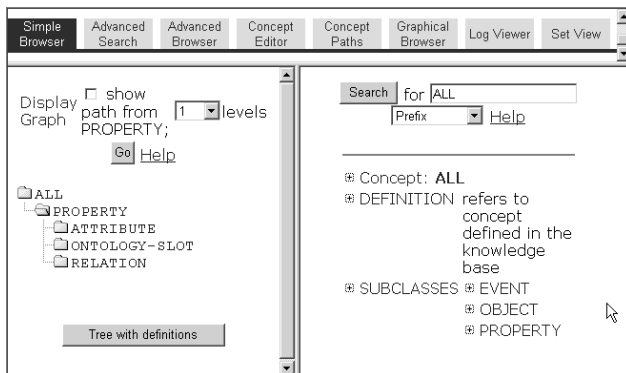 Simple Browser
Advanced Search
Advanced Browser
Concept Editor
Concept Paths
Graphical Browser
Log Viewer
Set View
Display Graph
show path from PROPERTY;
1
levels
Go Help
ALL
PROPERTY
ATTRIBUTE
ONTOLOGY-SLOT
RELATION
Tree with definitions
Search for ALL
Prefix Help
Concept: ALL
DEFINITION refers to
concept
defined in the
knowledge
base
SUBCLASSES EVENT
OBJECT
PROPERTY